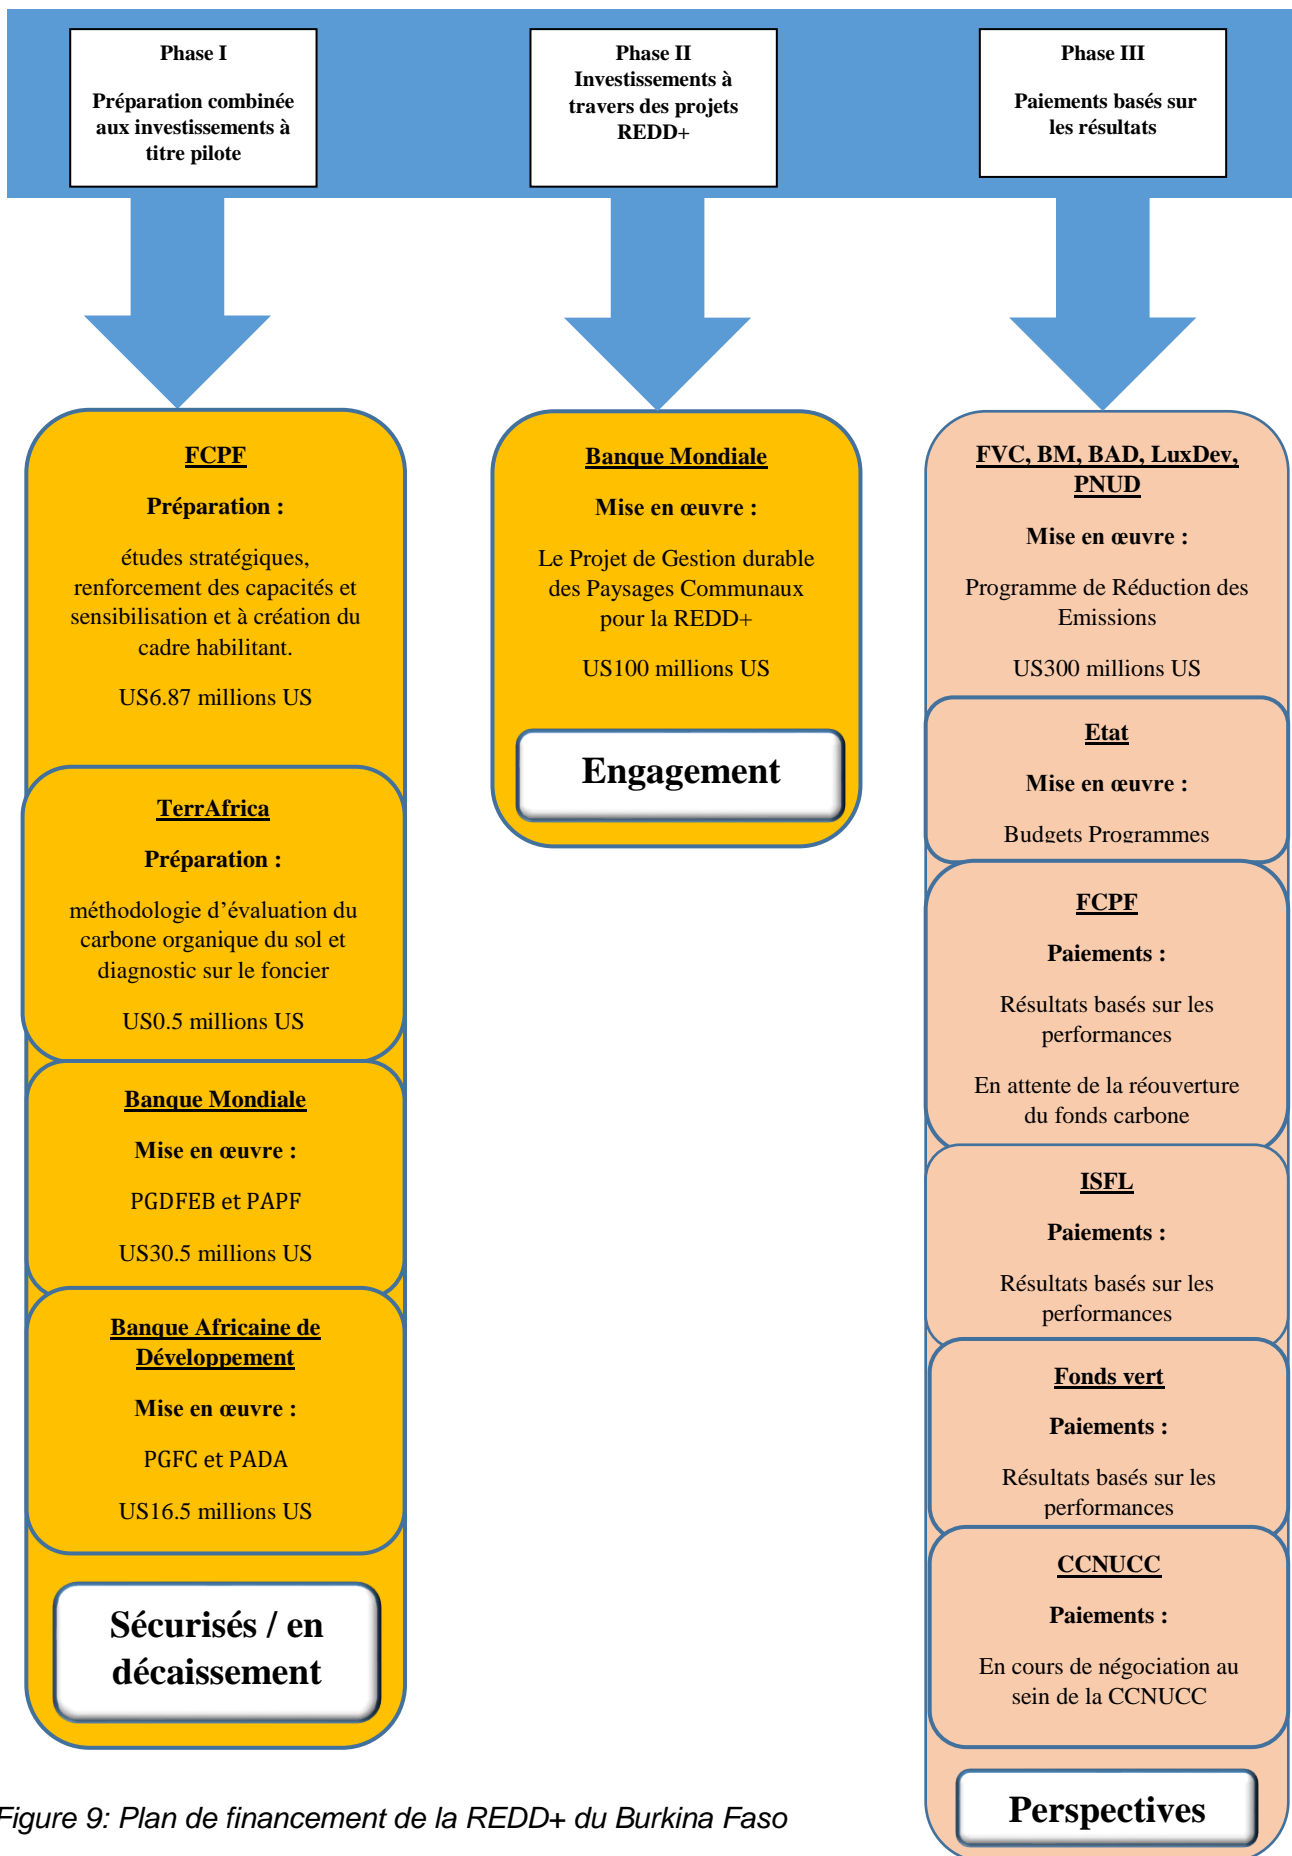 Phase I
Préparation combinée
aux investissements à
titre pilote
Phase II
Investissements à
travers des projets
REDD+
Phase III
Paiements basés sur
les résultats
FCPF
Préparation :
études stratégiques,
renforcement des capacités et
sensibilisation et à création du
cadre habilitant.
US6.87 millions US
TerrAfrica
Préparation :
méthodologie d'évaluation du
carbone organique du sol et
diagnostic sur le foncier
US0.5 millions US
Banque Mondiale
Mise en œuvre :
PGDFEB et PAPF
US30.5 millions US
Banque Africaine de
Développement
Mise en œuvre :
PGFC et PADA
US16.5 millions US
Sécurisés / en
décaissement
Banque Mondiale
Mise en œuvre :
Le Projet de Gestion durable
des Paysages Communaux
pour la REDD+
US100 millions US
Engagement
FVC, BM, BAD, LuxDev,
PNUD
Mise en œuvre :
Programme de Réduction des
Emissions
US300 millions US
Etat
Mise en œuvre :
Budgets Programmes
FCPF
Paiements :
Résultats basés sur les
performances
En attente de la réouverture
du fonds carbone
ISFL
Paiements :
Résultats basés sur les
performances
Fonds vert
Paiements :
Résultats basés sur les
performances
CCNUCC
Paiements :
En cours de négociation au
sein de la CCNUCC
Perspectives
Figure 9: Plan de financement de la REDD+ du Burkina Faso